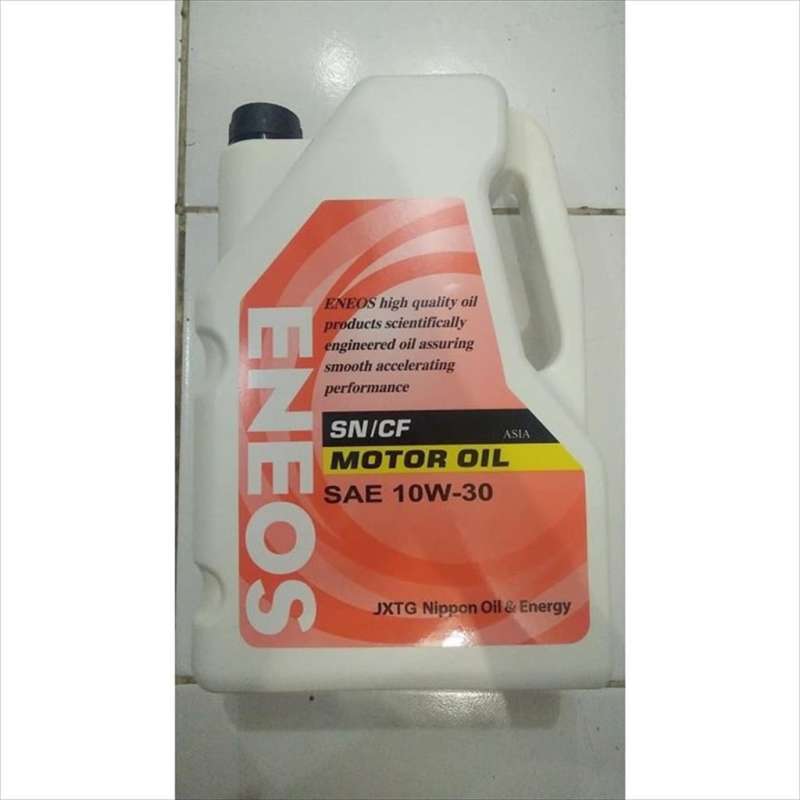 ENEOS
ENEOS high quality oil
products scientifically
engineered oil assuring
smooth accelerating
performance
SN/CF ASIA
MOTOR OIL
SAE 10W-30
JXTG Nippon Oil & Energy